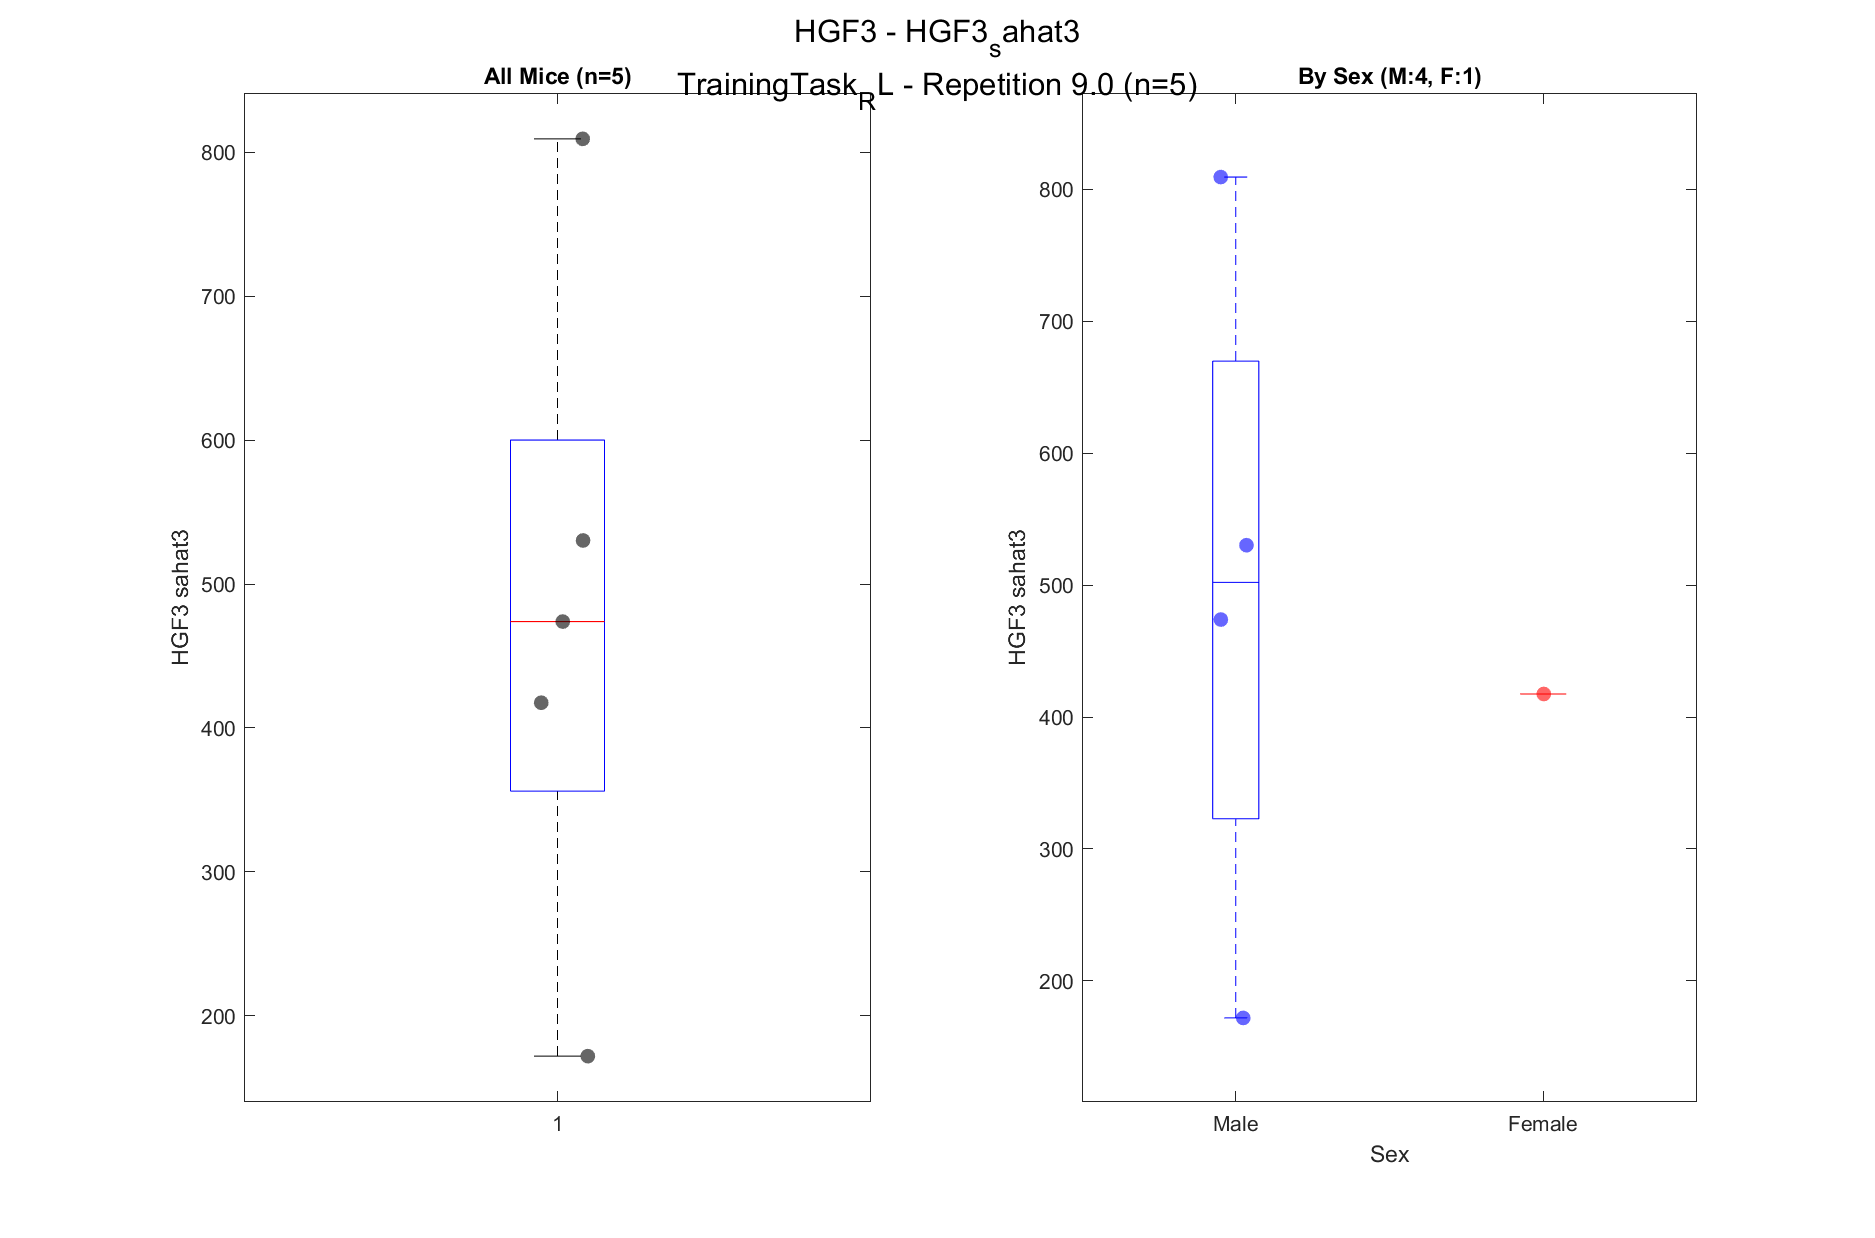 HGF3 - HGF3sahat3
TrainingTaskRL - Repetition 9.0 (n=5)
All Mice (n=5)
800
700
600
500
400
300
200
HGF3 sahat3
1
By Sex (M:4, F:1)
800
700
600
500
400
300
200
HGF3 sahat3
Male
Female
Sex